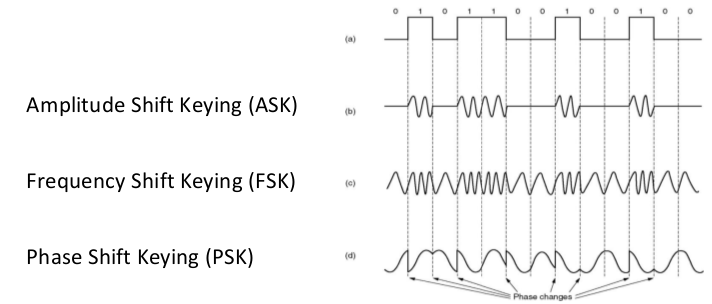 0 1 0 1 1 0 0 1 0 0 1 0 0
(a)
Amplitude Shift Keying (ASK)
(b)
Frequency Shift Keying (FSK)
(c)
Phase Shift Keying (PSK)
(d)
Phase changes